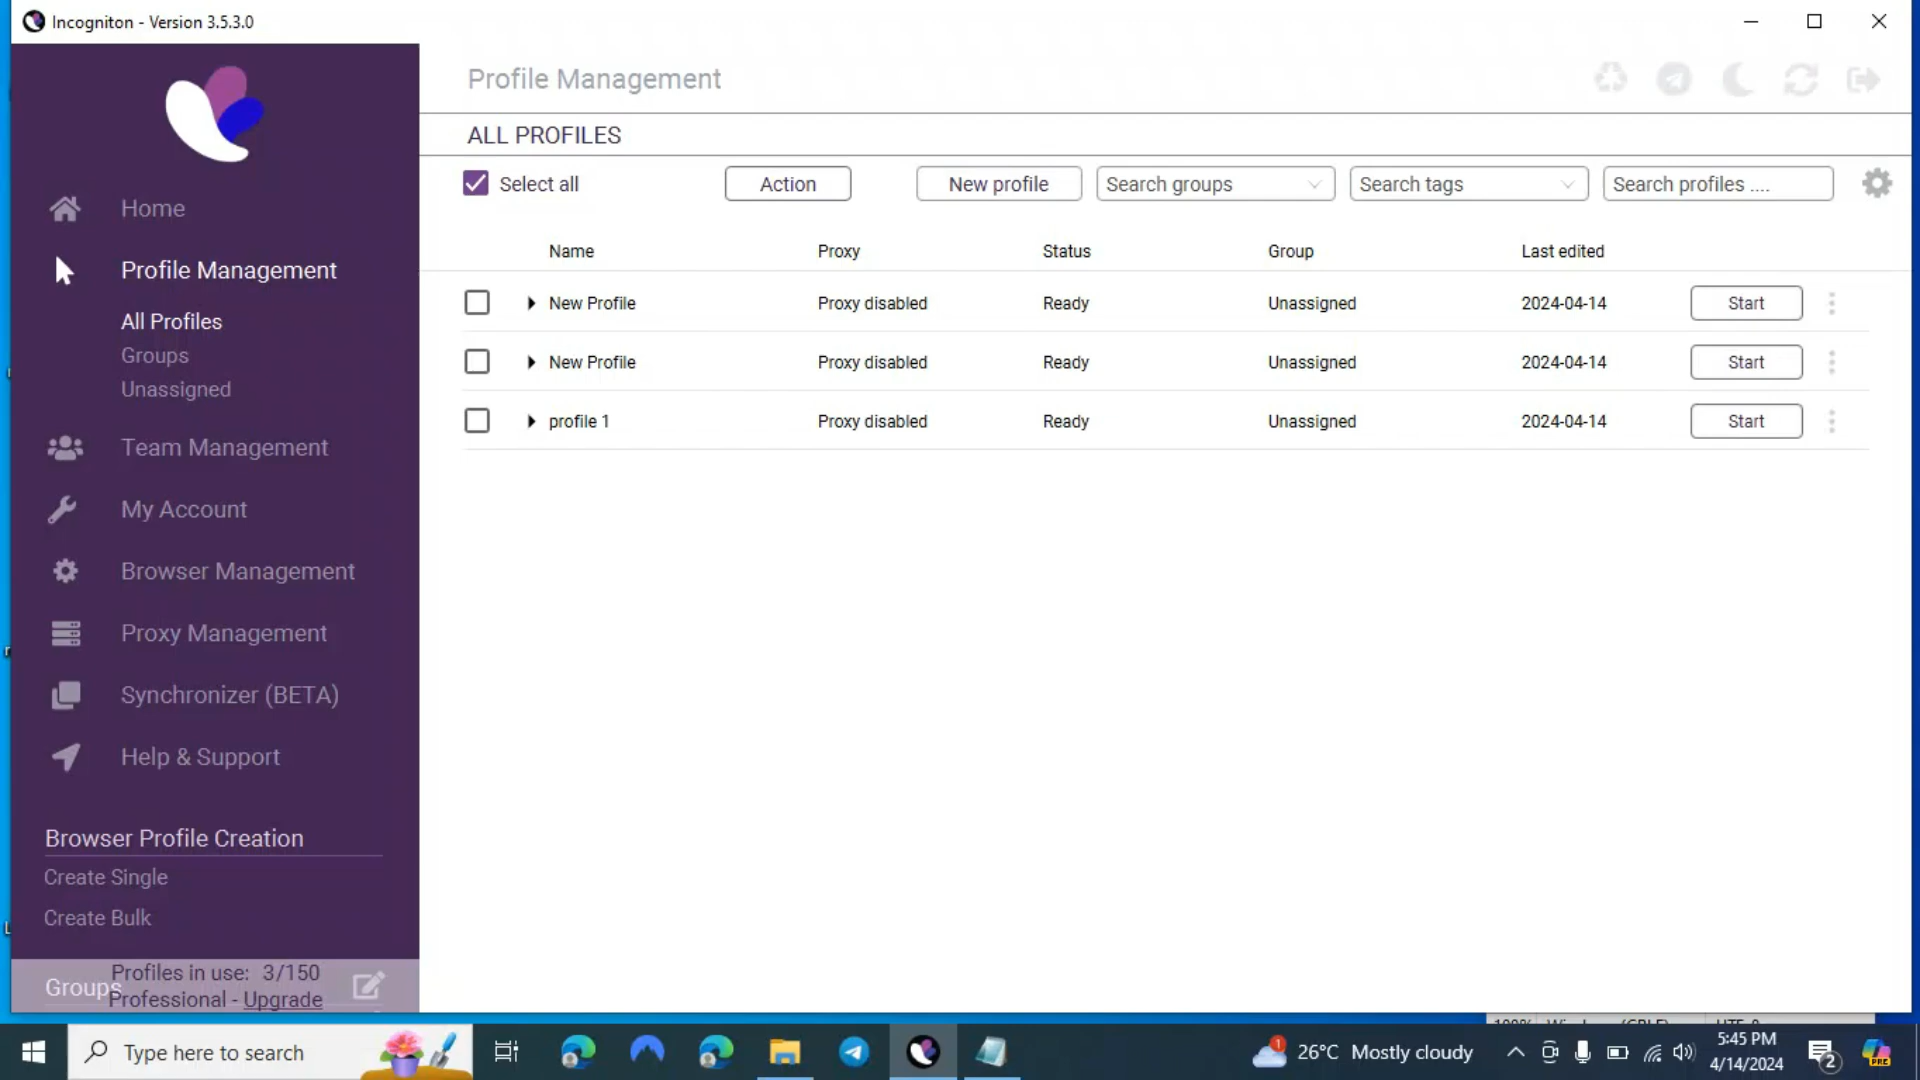 Incogniton - Version 3.5.3.0
Profile Management
ALL PROFILES
Select all
Action
New profile
Search groups
Search tags
Search profiles ....
Name Proxy Status Group Last edited
New Profile Proxy disabled Ready Unassigned 2024-04-14 Start
New Profile Proxy disabled Ready Unassigned 2024-04-14 Start
profile 1 Proxy disabled Ready Unassigned 2024-04-14 Start
Home
Profile Management
All Profiles
Groups
Unassigned
Team Management
My Account
Browser Management
Proxy Management
Synchronizer (BETA)
Help & Support
Browser Profile Creation
Create Single
Create Bulk
Groups
Profiles in use: 3/150
Professional - Upgrade
Type here to search
1
26°C Mostly cloudy
5:45 PM
4/14/2024
2
PRE